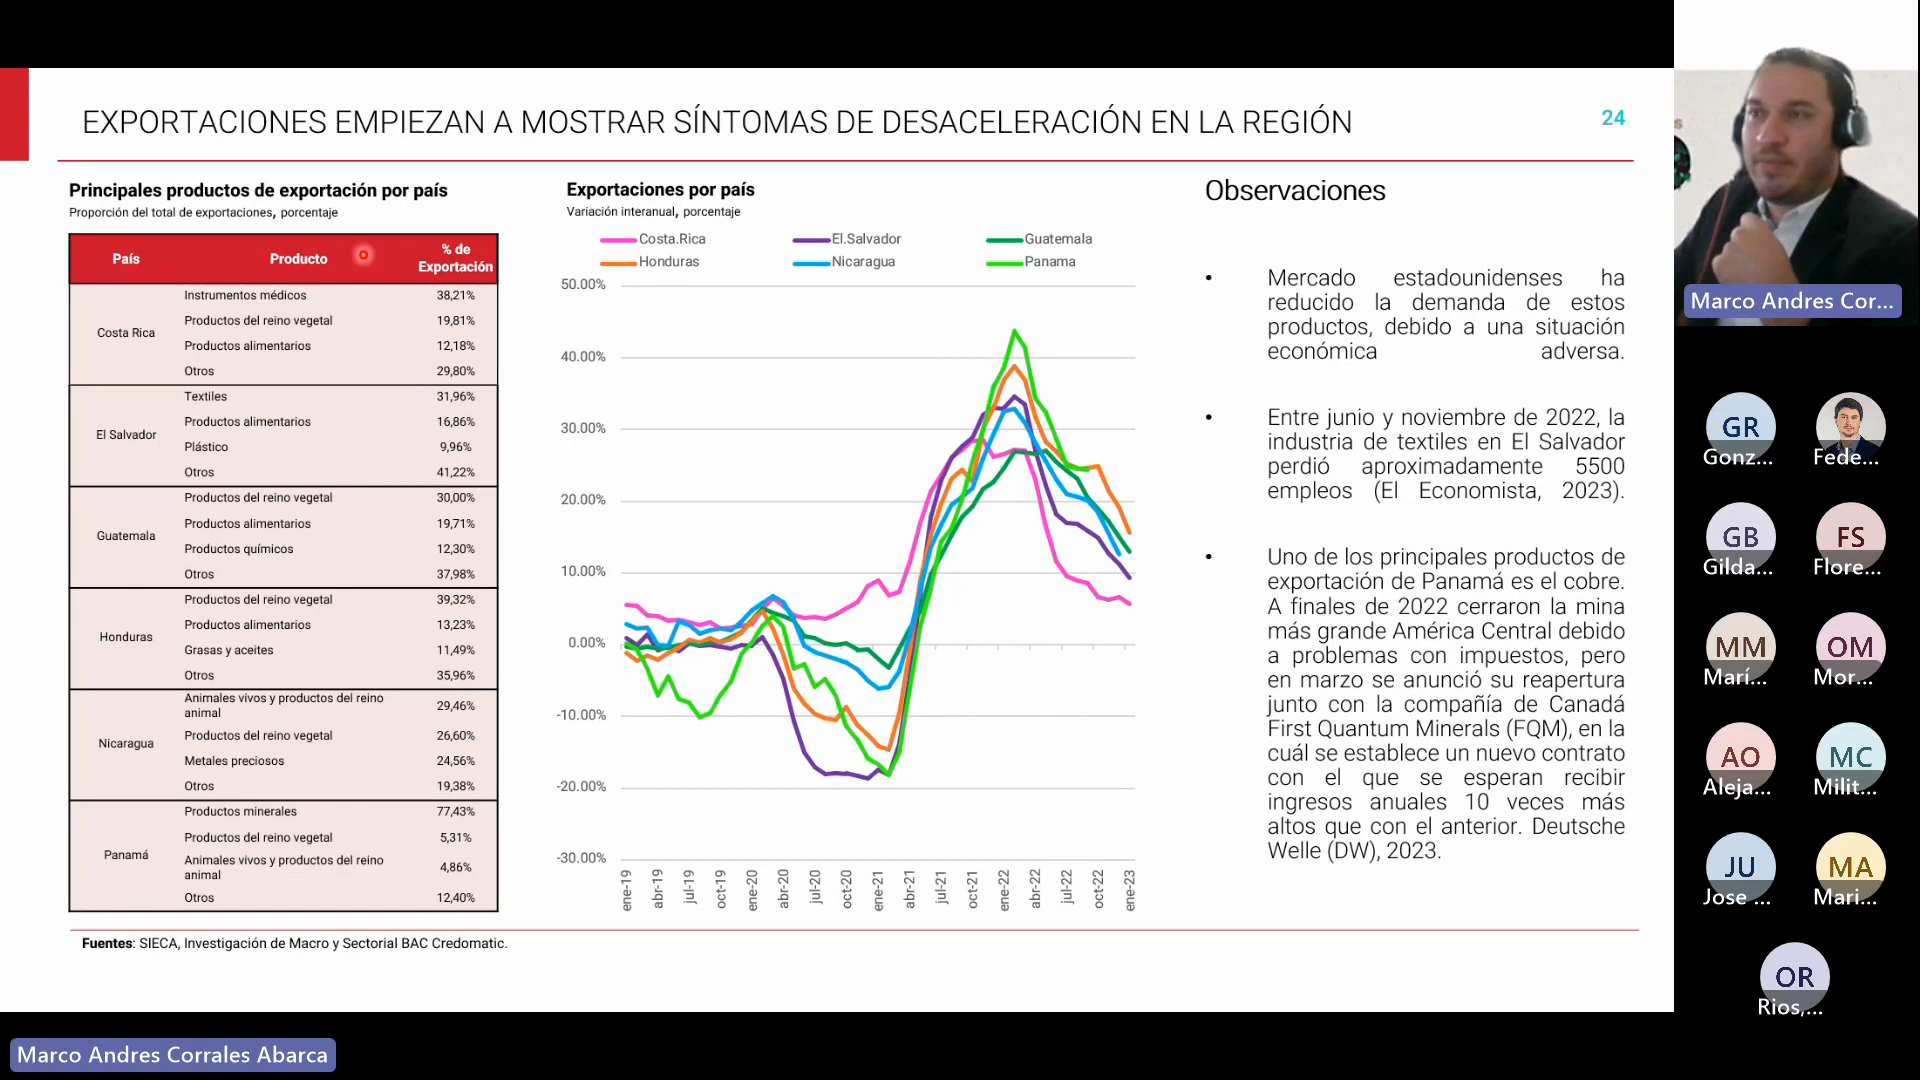 EXPORTACIONES EMPIEZAN A MOSTRAR SÍNTOMAS DE DESACELERACIÓN EN LA REGIÓN
24
Principales productos de exportación por país
Proporción del total de exportaciones, porcentaje
País Producto % de Exportación
Costa Rica
Instrumentos médicos 38,21%
Productos del reino vegetal 19,81%
Productos alimentarios 12,18%
Otros 29,80%
El Salvador
Textiles 31,96%
Productos alimentarios 16,86%
Plástico 9,96%
Otros 41,22%
Guatemala
Productos del reino vegetal 30,00%
Productos alimentarios 19,71%
Productos químicos 12,30%
Otros 37,98%
Honduras
Productos del reino vegetal 39,32%
Productos alimentarios 13,23%
Grasas y aceites 11,49%
Otros 35,96%
Nicaragua
Animales vivos y productos del reino
animal 29,46%
Productos del reino vegetal 26,60%
Metales preciosos 24,56%
Otros 19,38%
Panamá
Productos minerales 77,43%
Productos del reino vegetal 5,31%
Animales vivos y productos del reino
animal 4,86%
Otros 12,40%
Exportaciones por país
Variación interanual, porcentaje
Costa.Rica El.Salvador Guatemala
Honduras Nicaragua Panama
50.00%
40.00%
30.00%
20.00%
10.00%
0.00%
-10.00%
-20.00%
-30.00%
ene-19 abr-19 jul-19 oct-19 ene-20 abr-20 jul-20 oct-20 ene-21 abr-21 jul-21 oct-21 ene-22 abr-22 jul-22 oct-22 ene-23
Observaciones
• Mercado estadounidenses ha
reducido la demanda de estos
productos, debido a una situación
económica adversa.
• Entre junio y noviembre de 2022, la
industria de textiles en El Salvador
perdió aproximadamente 5500
empleos (El Economista, 2023).
• Uno de los principales productos de
exportación de Panamá es el cobre.
A finales de 2022 cerraron la mina
más grande América Central debido
a problemas con impuestos, pero
en marzo se anunció su reapertura
junto con la compañía de Canadá
First Quantum Minerals (FQM), en la
cuál se establece un nuevo contrato
con el que se esperan recibir
ingresos anuales 10 veces más
altos que con el anterior. Deutsche
Welle (DW), 2023.
Fuentes: SIECA, Investigación de Macro y Sectorial BAC Credomatic.
Marco Andres Corrales Abarca
Marco Andres Cor...
GR
Gonz...
Fede...
GB
Gilda...
FS
Flore...
MM
Marí...
OM
Mor...
AO
Aleja...
MC
Milit...
JU
Jose ...
MA
Mari...
OR
Rios,...